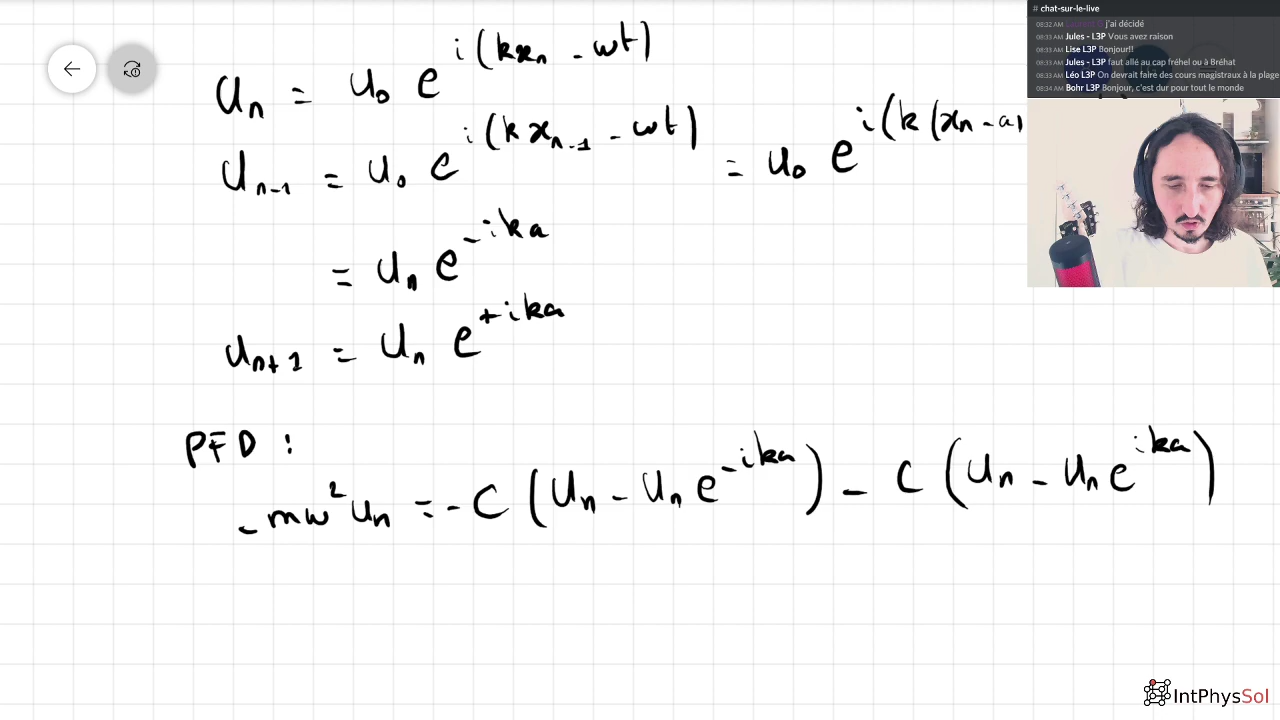 # chat-sur-le-live
08:32 AM j'ai décidé
08:33 AM Jules - L3P Vous avez raison
08:33 AM Lise L3P Bonjour!!
08:33 AM Jules - L3P faut allé au cap fréhel ou à Bréhat
08:33 AM Léo L3P On devrait faire des cours magistraux à la plage
08:34 AM Bohr L3P Bonjour, c'est dur pour tout le monde
u_n = u_0 e^{i(kx_n - wt)}
u_{n-1} = u_0 e^{i(kx_{n-1} - wt)} = u_0 e^{i(k(x_n - a)
= u_n e^{-ika}
u_{n+1} = u_n e^{+ika}
PFD :
-mw²u_n = -C (u_n - u_n e^{-ika}) - C (u_n - u_n e^{ika})
IntPhysSol